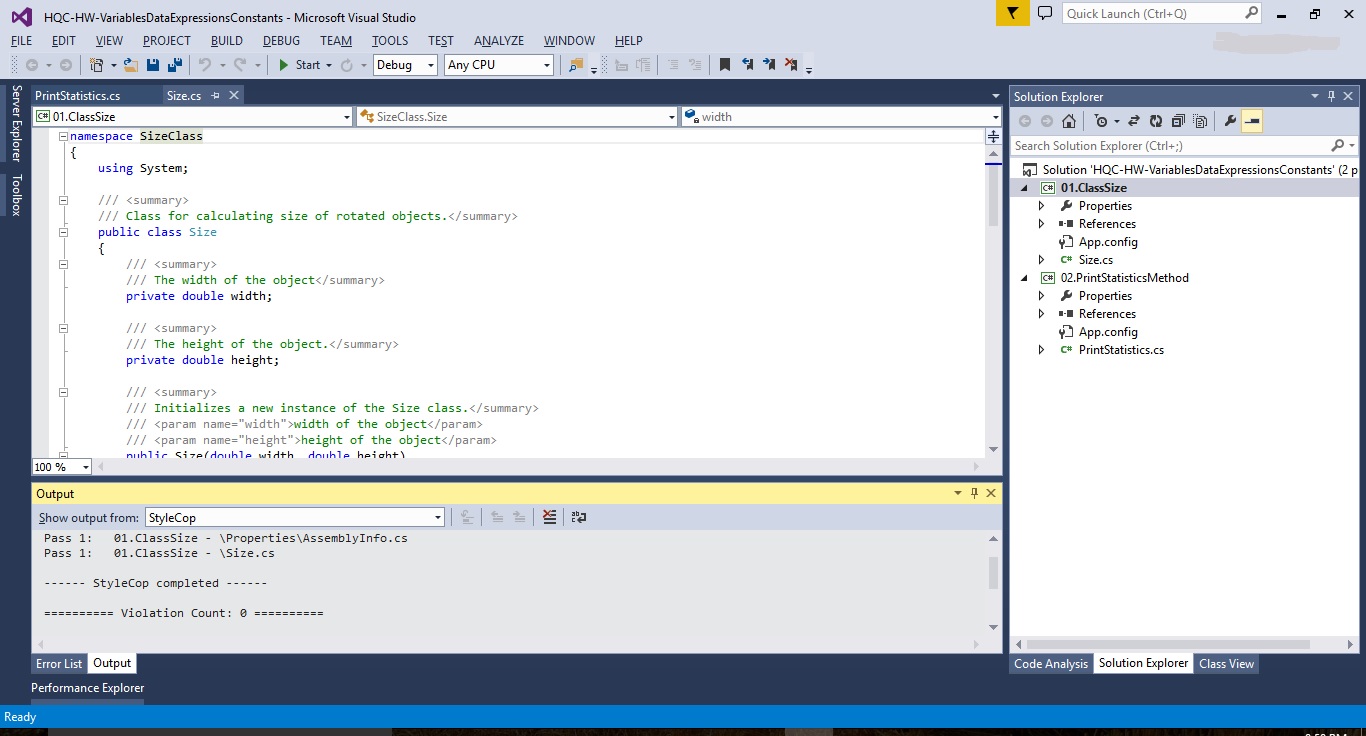 HQC-HW-VariablesDataExpressionsConstants - Microsoft Visual Studio
Quick Launch (Ctrl+Q)
FILE EDIT VIEW PROJECT BUILD DEBUG TEAM TOOLS TEST ANALYZE WINDOW HELP
Start Debug Any CPU
Server Explorer
Toolbox
PrintStatistics.cs Size.cs
01.ClassSize SizeClass.Size width
namespace SizeClass
{
using System;
/// <summary>
/// Class for calculating size of rotated objects.</summary>
public class Size
{
/// <summary>
/// The width of the object</summary>
private double width;
/// <summary>
/// The height of the object.</summary>
private double height;
/// <summary>
/// Initializes a new instance of the Size class.</summary>
/// <param name="width">width of the object</param>
/// <param name="height">height of the object</param>
public Size(double width, double height)
100 %
Output
Show output from: StyleCop
Pass 1: 01.ClassSize - \Properties\AssemblyInfo.cs
Pass 1: 01.ClassSize - \Size.cs
------ StyleCop completed ------
========== Violation Count: 0 ==========
Error List Output
Performance Explorer
Ready
Solution Explorer
Search Solution Explorer (Ctrl+;)
Solution 'HQC-HW-VariablesDataExpressionsConstants' (2 p
01.ClassSize
Properties
References
App.config
Size.cs
02.PrintStatisticsMethod
Properties
References
App.config
PrintStatistics.cs
Code Analysis Solution Explorer Class View